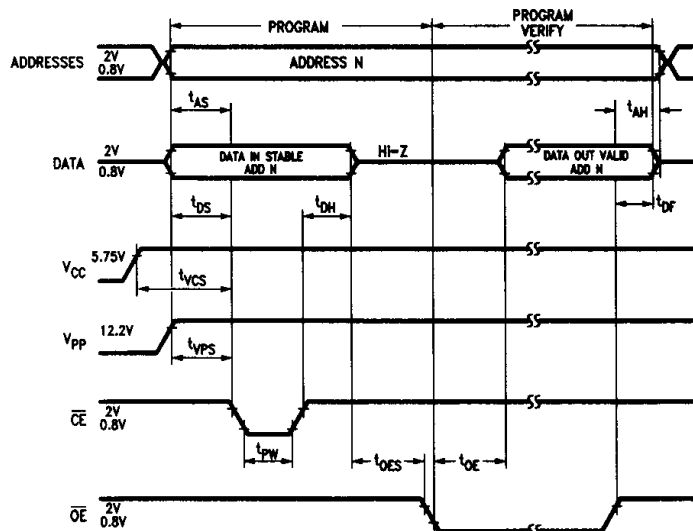 PROGRAM
PROGRAM
VERIFY
ADDRESSES
2V
0.8V
ADDRESS N
tAS
tAH
DATA
2V
0.8V
DATA IN STABLE
ADD N
HI-Z
DATA OUT VALID
ADD N
tDS
tDH
tDF
VCC
5.75V
tVCS
VPP
12.2V
tVPS
CE
2V
0.8V
tPW
tOES
tOE
OE
2V
0.8V